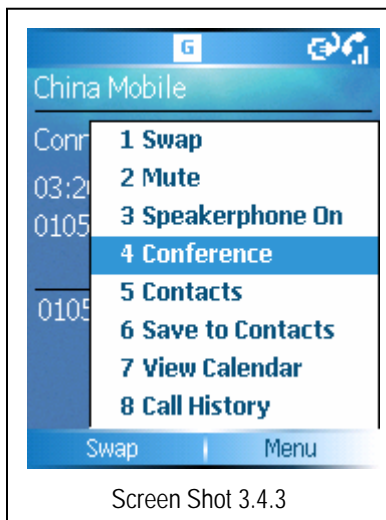 G
China Mobile
1 Swap
2 Mute
3 Speakerphone On
4 Conference
5 Contacts
6 Save to Contacts
7 View Calendar
8 Call History
Swap Menu
Screen Shot 3.4.3